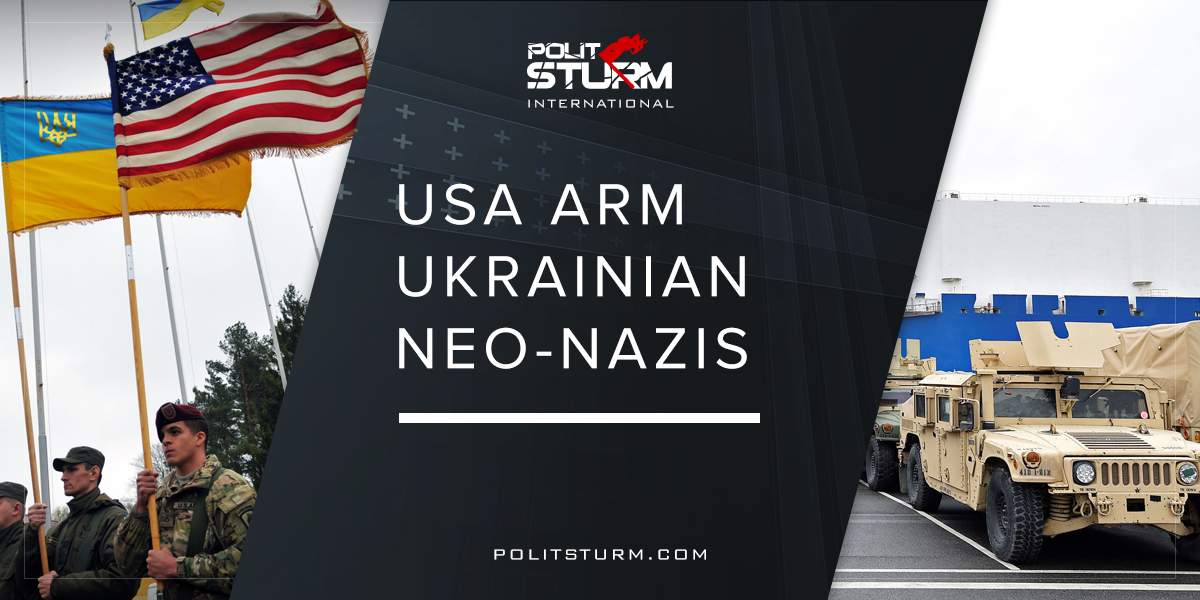 POLIT
STURM
INTERNATIONAL
USA ARM
UKRAINIAN
NEO-NAZIS
POLITSTURM.COM